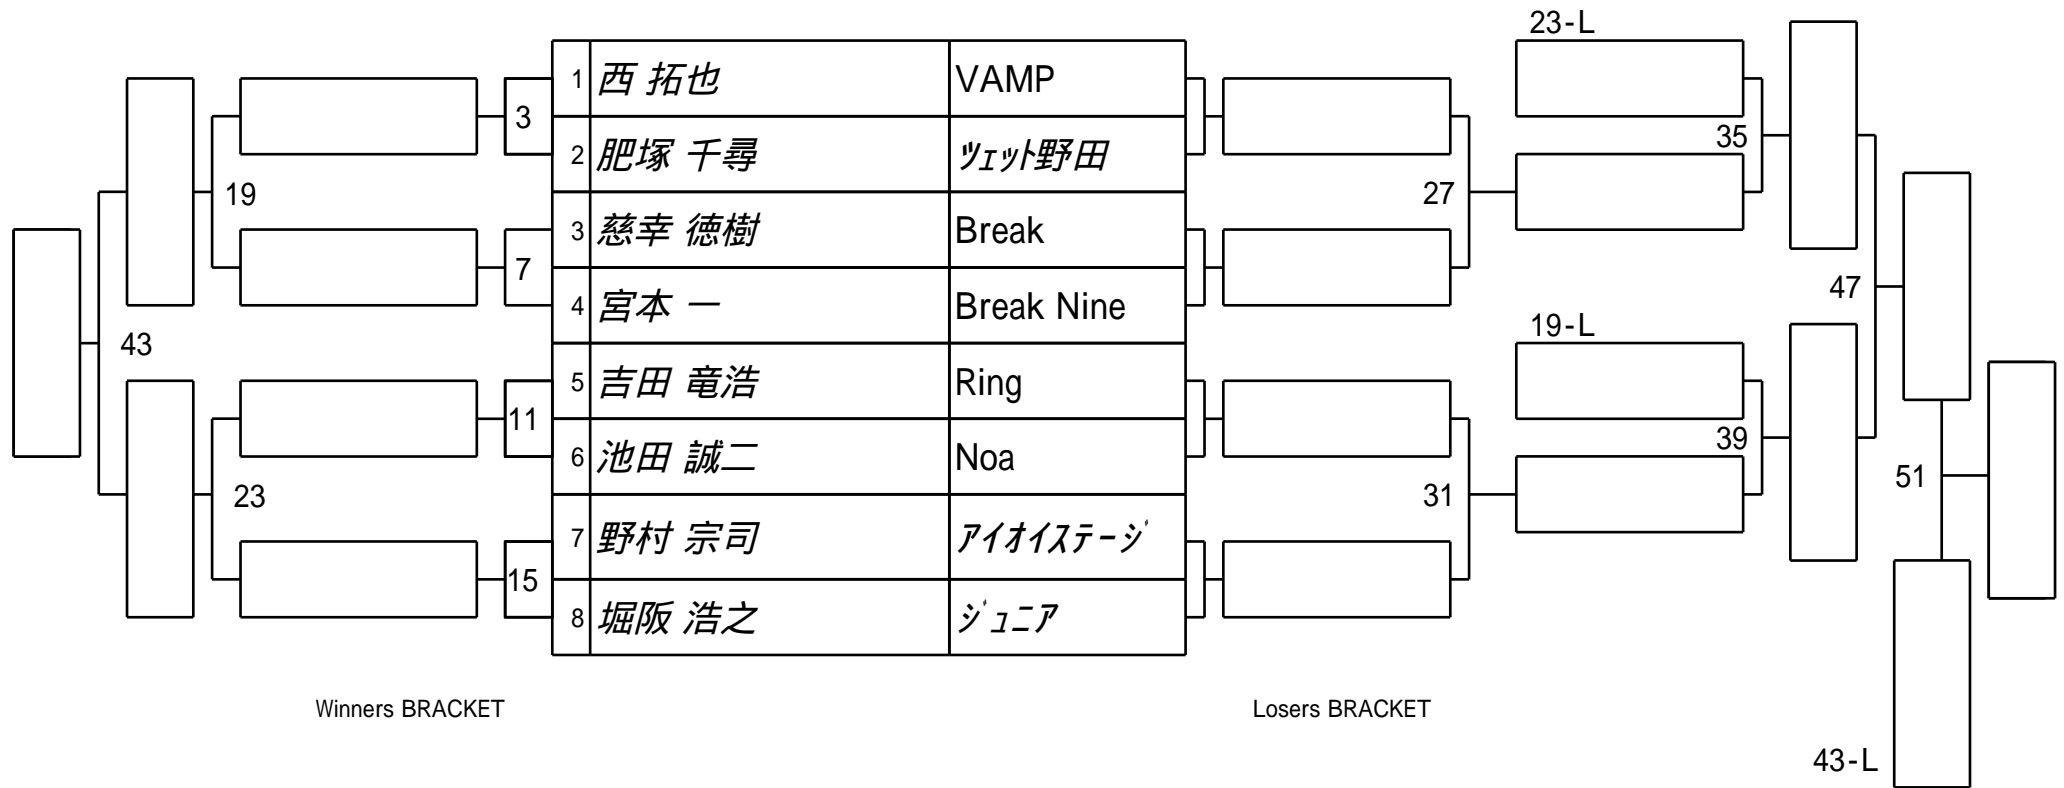 23-L
1 西 拓也 VAMP
3
35
2 肥塚 千尋 ツェット野田
19
27
3 慈幸 徳樹 Break
7
47
4 宮本 一 Break Nine
19-L
43
5 吉田 竜浩 Ring
11
39
6 池田 誠二 Noa
51
23
31
7 野村 宗司 アイオイステージ
15
8 堀阪 浩之 ジュニア
Winners BRACKET
Losers BRACKET
43-L